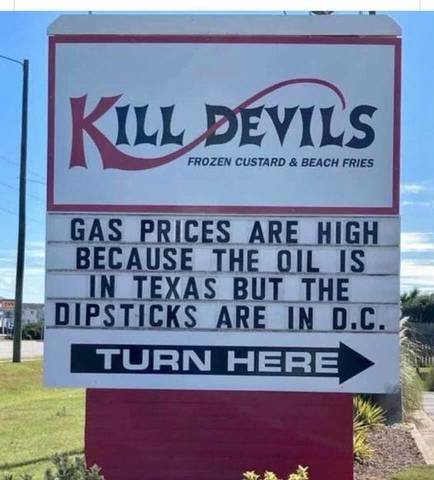 KILL DEVILS
FROZEN CUSTARD & BEACH FRIES
GAS PRICES ARE HIGH
BECAUSE THE OIL IS
IN TEXAS BUT THE
DIPSTICKS ARE IN D.C.
TURN HERE